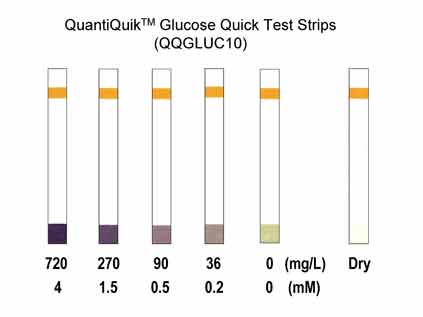 QuantiQuik™ Glucose Quick Test Strips
(QQGLUC10)
720 270 90 36 0 (mg/L) Dry
4 1.5 0.5 0.2 0 (mM)